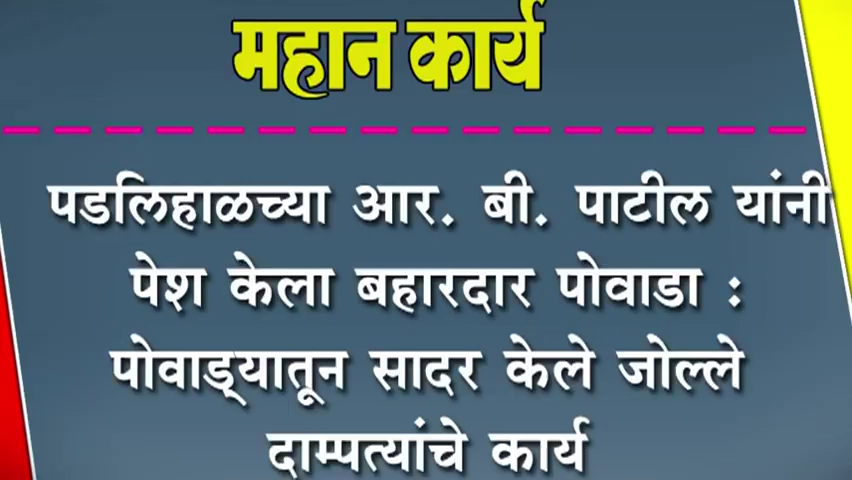 महान कार्य
पडलिहाळच्या आर. बी. पाटील यांनी
पेश केला बहारदार पोवाडा :
पोवाड्यातून सादर केले जोल्ले
दाम्पत्यांचे कार्य